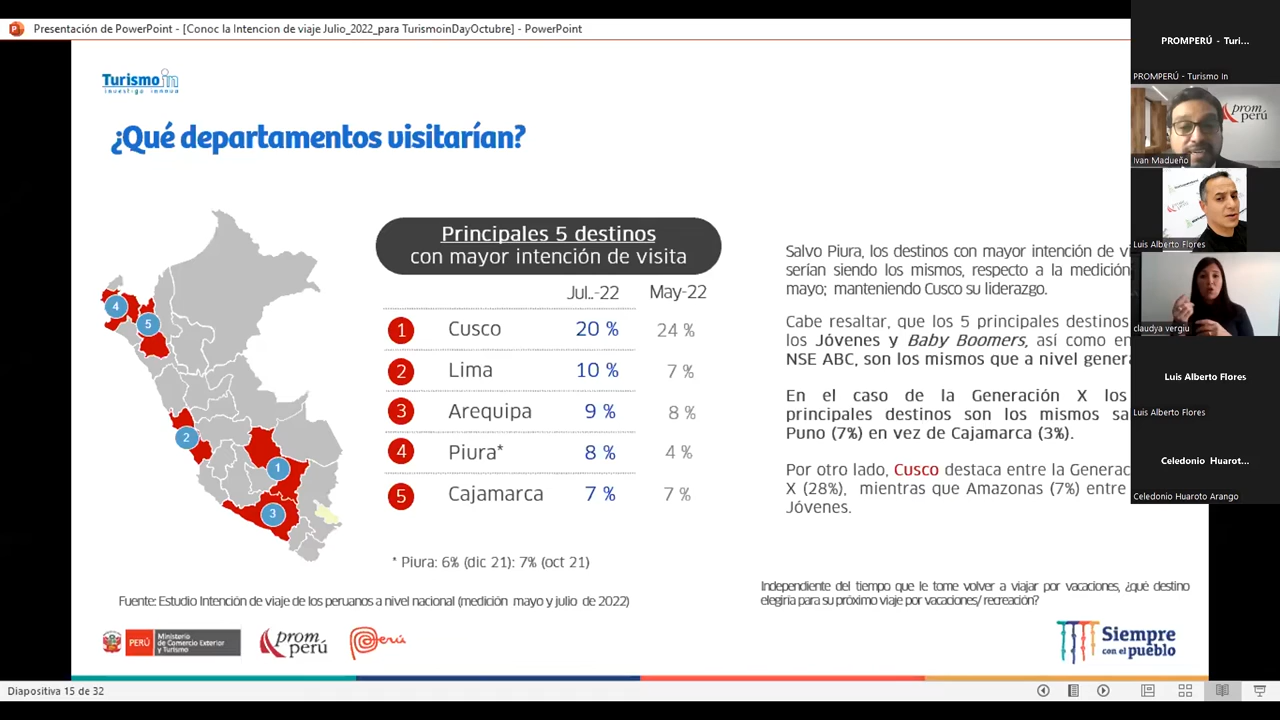 Presentación de PowerPoint - [Conoc la Intencion de viaje Julio_2022_para TurismoinDayOctubre] - PowerPoint
Turismo in
investiga innova
¿Qué departamentos visitarían?
Principales 5 destinos
con mayor intención de visita
Jul..-22 May-22
1 Cusco 20 % 24 %
2 Lima 10 % 7 %
3 Arequipa 9 % 8 %
4 Piura* 8 % 4 %
5 Cajamarca 7 % 7 %
* Piura: 6% (dic 21): 7% (oct 21)
4
5
2
1
3
Salvo Piura, los destinos con mayor intención de vi
serían siendo los mismos, respecto a la medición
mayo; manteniendo Cusco su liderazgo.
Cabe resaltar, que los 5 principales destinos
los Jóvenes y Baby Boomers, así como en
NSE ABC, son los mismos que a nivel genera
En el caso de la Generación X los
principales destinos son los mismos sa
Puno (7%) en vez de Cajamarca (3%).
Por otro lado, Cusco destaca entre la Generac
X (28%), mientras que Amazonas (7%) entre
Jóvenes.
Independiente del tiempo que le tome volver a viajar por vacaciones, ¿qué destino
elegiría para su próximo viaje por vacaciones/ recreación?
Fuente: Estudio Intención de viaje de los peruanos a nivel nacional (medición mayo y julio de 2022)
PERÚ Ministerio
de Comercio Exterior
y Turismo
prom
perú
Perú
Siempre
con el pueblo
Diapositiva 15 de 32
PROMPERÚ - Turi...
PROMPERÚ - Turismo In
prom
perú
Ivan Madueño
Luis Alberto Flores
claudya vergiu
Luis Alberto Flores
Luis Alberto Flores
Celedonio Huarot...
Celedonio Huaroto Arango